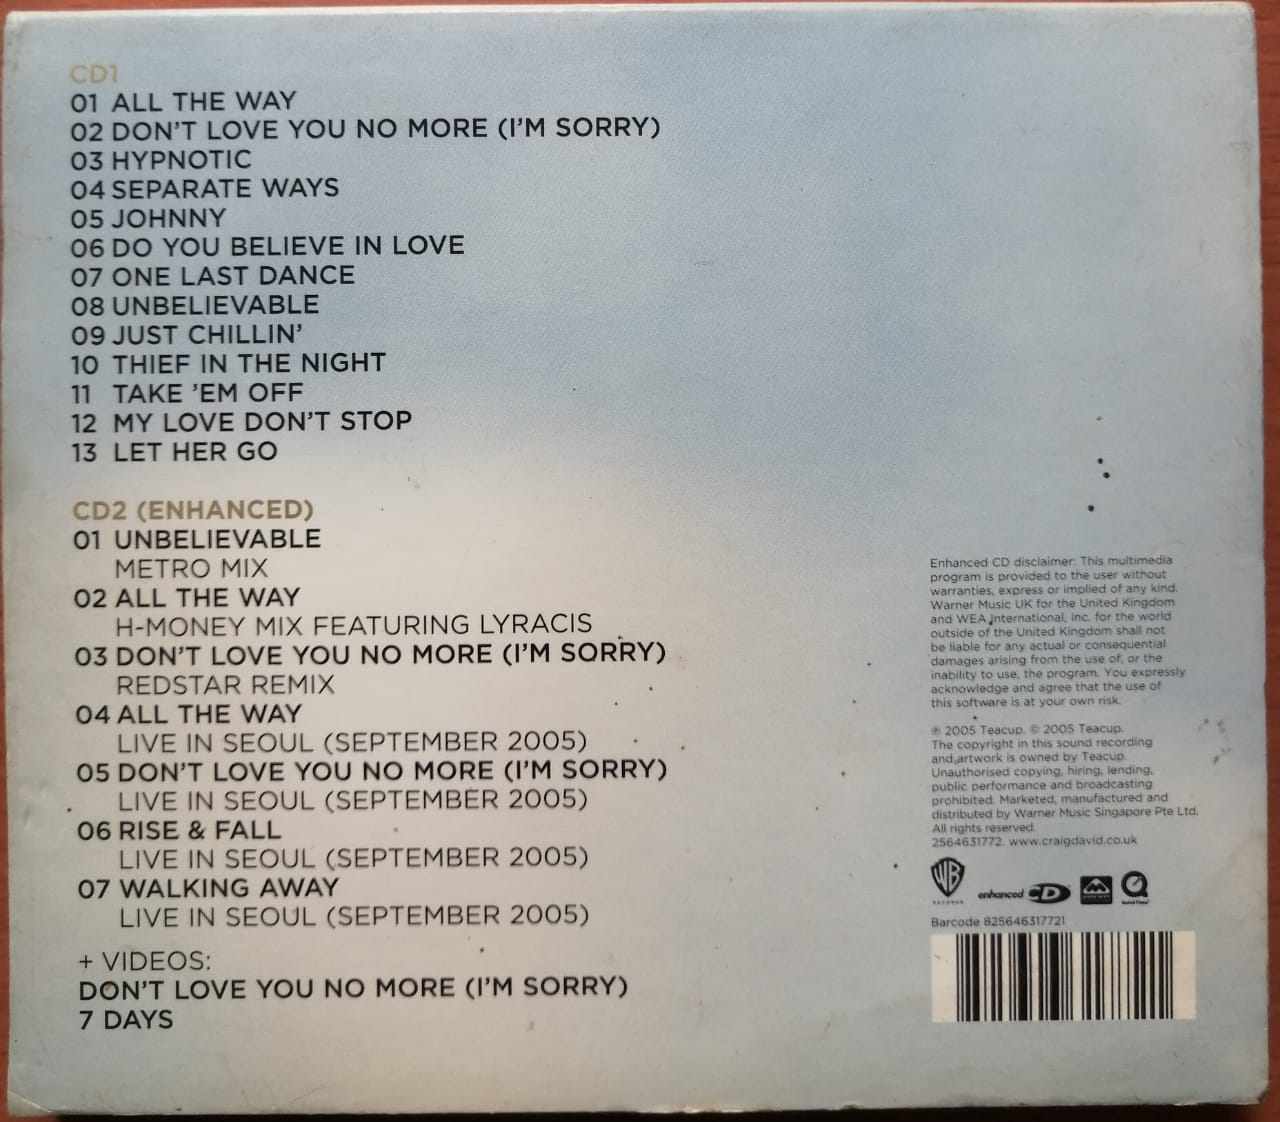 CD1
01 ALL THE WAY
02 DON'T LOVE YOU NO MORE (I'M SORRY)
03 HYPNOTIC
04 SEPARATE WAYS
05 JOHNNY
06 DO YOU BELIEVE IN LOVE
07 ONE LAST DANCE
08 UNBELIEVABLE
09 JUST CHILLIN'
10 THIEF IN THE NIGHT
11 TAKE 'EM OFF
12 MY LOVE DON'T STOP
13 LET HER GO
CD2 (ENHANCED)
01 UNBELIEVABLE
METRO MIX
02 ALL THE WAY
H-MONEY MIX FEATURING LYRACIS
03 DON'T LOVE YOU NO MORE (I'M SORRY)
REDSTAR REMIX
04 ALL THE WAY
LIVE IN SEOUL (SEPTEMBER 2005)
05 DON'T LOVE YOU NO MORE (I'M SORRY)
LIVE IN SEOUL (SEPTEMBER 2005)
06 RISE & FALL
LIVE IN SEOUL (SEPTEMBER 2005)
07 WALKING AWAY
LIVE IN SEOUL (SEPTEMBER 2005)
+ VIDEOS:
DON'T LOVE YOU NO MORE (I'M SORRY)
7 DAYS
Enhanced CD disclaimer: This multimedia
program is provided to the user without
warranties, express or implied of any kind.
Warner Music UK for the United Kingdom
and WEA International, Inc. for the world
outside of the United Kingdom shall not
be liable for any actual or consequential
damages arising from the use of, or the
inability to use, the program. You expressly
acknowledge and agree that the use of
this software is at your own risk.
℗ 2005 Teacup. © 2005 Teacup.
The copyright in this sound recording
and artwork is owned by Teacup.
Unauthorised copying, hiring, lending,
public performance and broadcasting
prohibited. Marketed, manufactured and
distributed by Warner Music Singapore Pte Ltd.
All rights reserved.
2564631772. www.craigdavid.co.uk
WB
RECORDS
enhanced CD
Barcode 825646317721